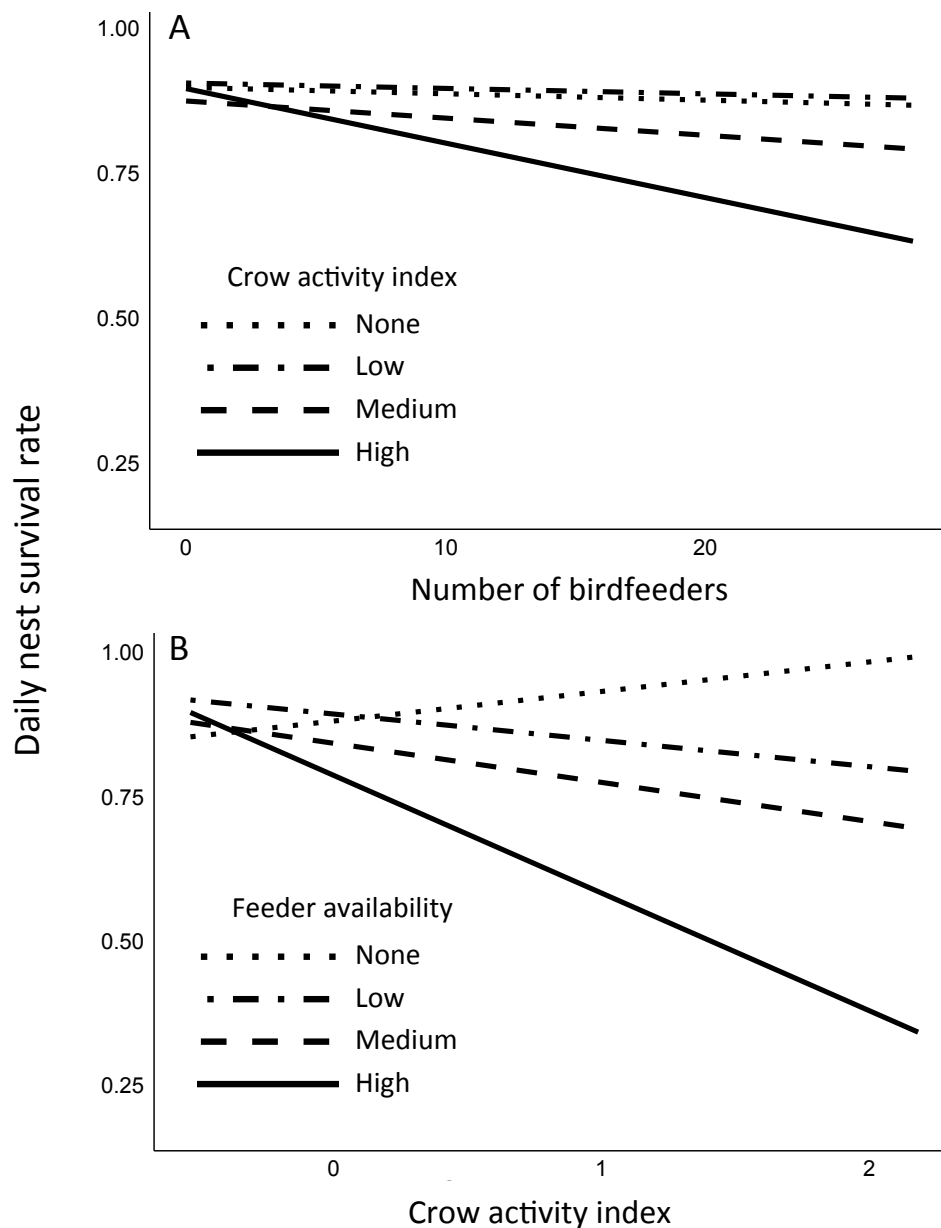 A
1.00
0.75
0.50
0.25
Crow activity index
None
Low
Medium
High
0 10 20
Number of birdfeeders
Daily nest survival rate
B
1.00
0.75
0.50
0.25
Feeder availability
None
Low
Medium
High
0 1 2
Crow activity index